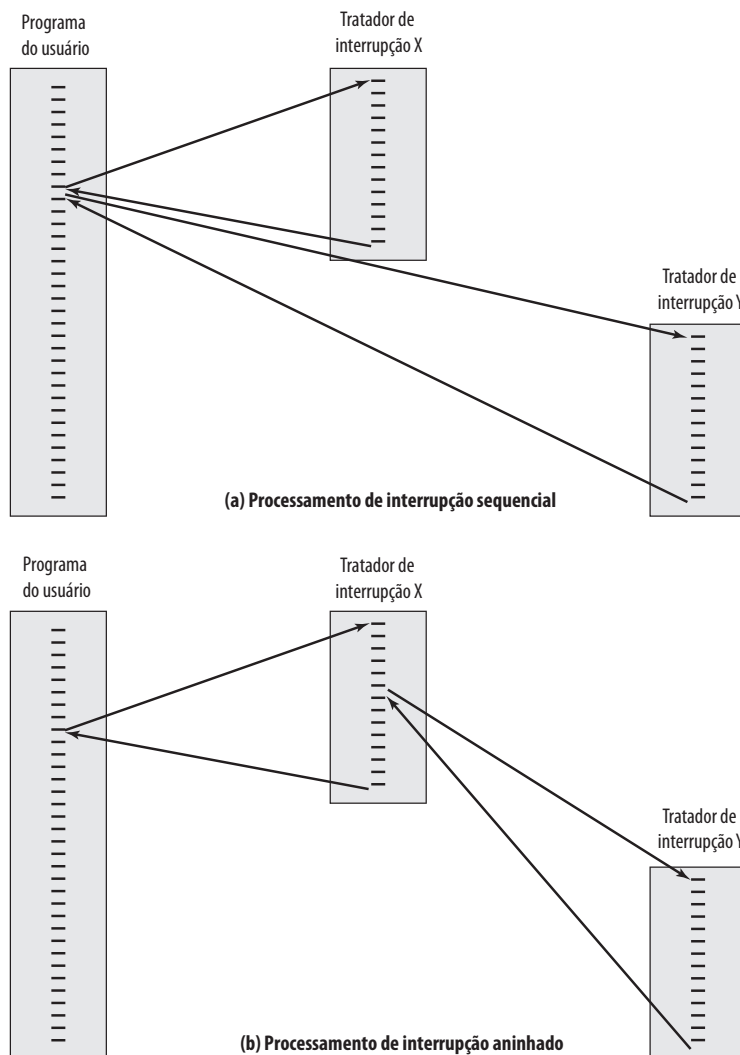 Programa
do usuário
Tratador de
interrupção X
Tratador de
interrupção Y
(a) Processamento de interrupção sequencial
Programa
do usuário
Tratador de
interrupção X
Tratador de
interrupção Y
(b) Processamento de interrupção aninhado